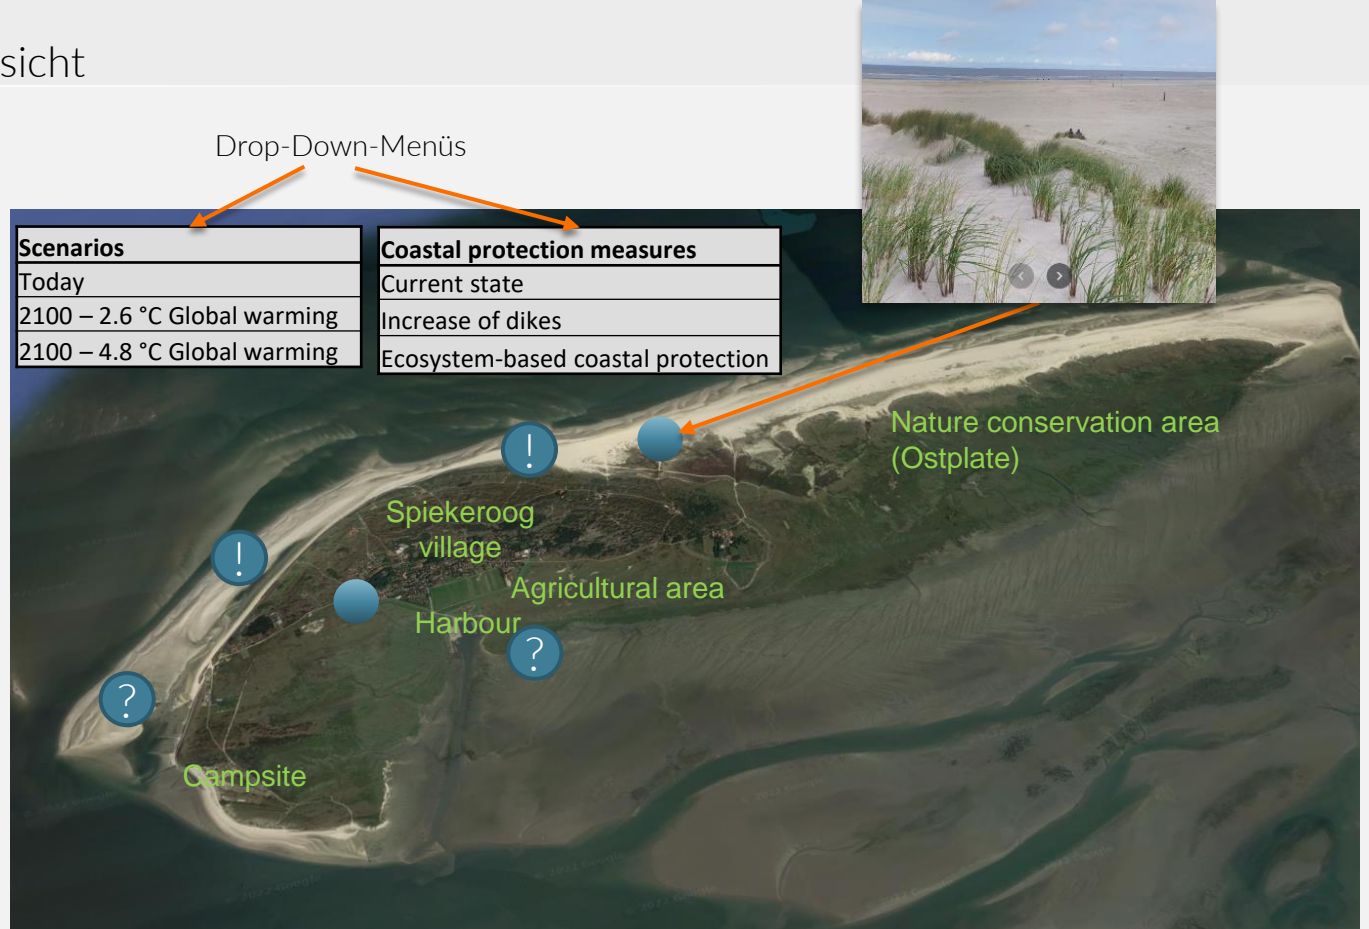 sicht
Drop-Down-Menüs
Scenarios
Today
2100 – 2.6 °C Global warming
2100 – 4.8 °C Global warming
Coastal protection measures
Current state
Increase of dikes
Ecosystem-based coastal protection
Nature conservation area
(Ostplate)
!
Spiekeroog
village
!
Agricultural area
Harbour
?
?
Campsite